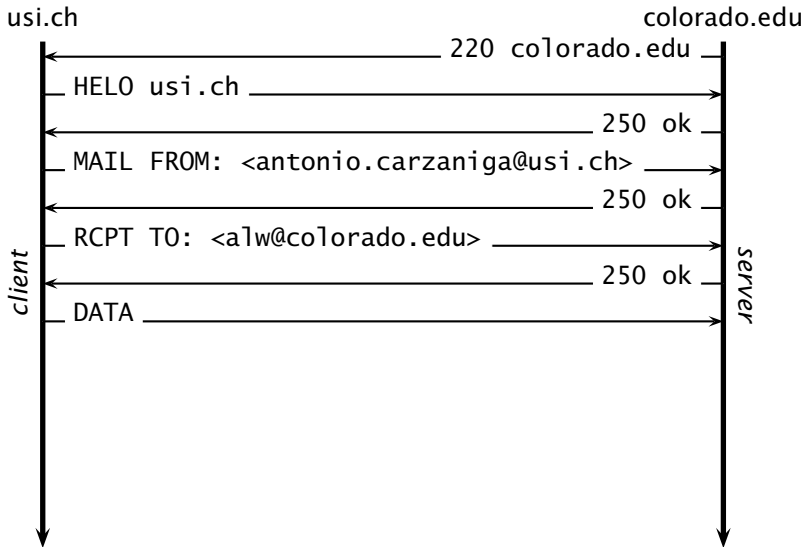 usi.ch
colorado.edu
220 colorado.edu
HELO usi.ch
250 ok
MAIL FROM: <antonio.carzaniga@usi.ch>
250 ok
RCPT TO: <alw@colorado.edu>
250 ok
DATA
client
server